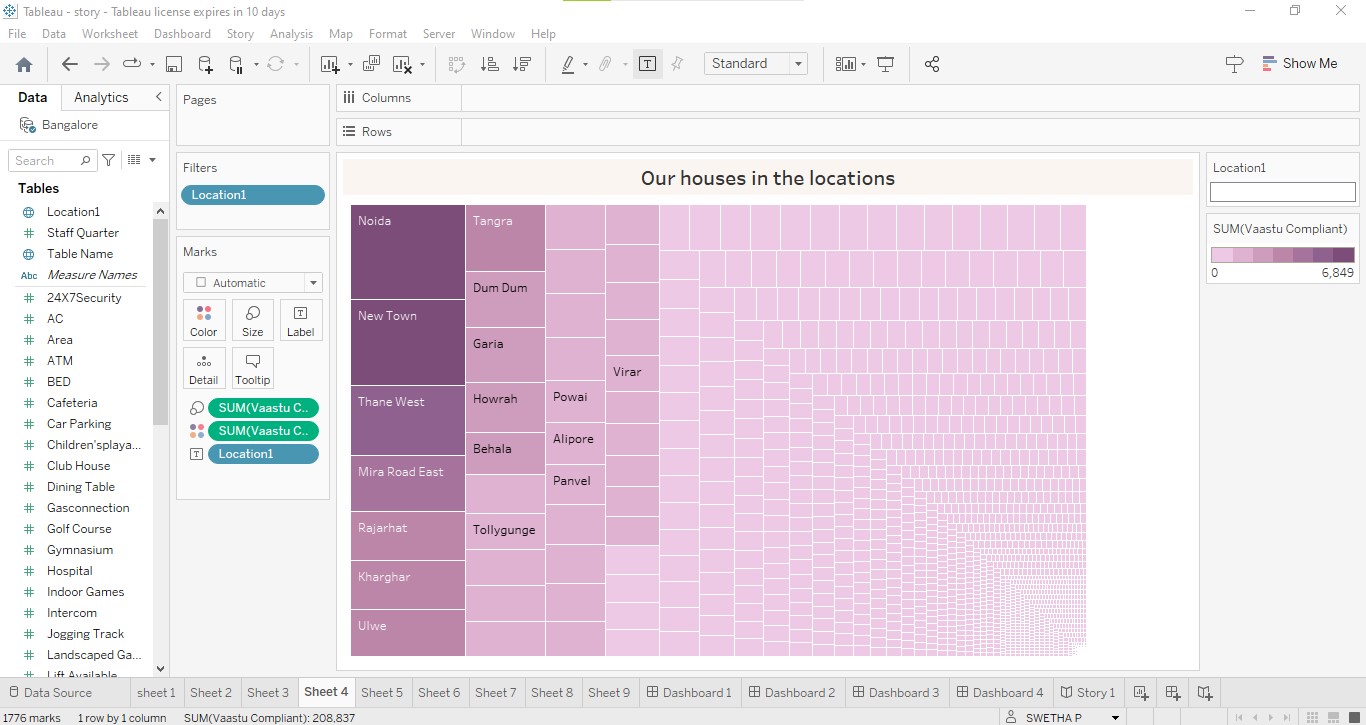 Tableau - story - Tableau license expires in 10 days
File Data Worksheet Dashboard Story Analysis Map Format Server Window Help
Standard
Show Me
Data Analytics
Bangalore
Search
Tables
Location1
Staff Quarter
Table Name
Abc Measure Names
24X7Security
AC
Area
ATM
BED
Cafeteria
Car Parking
Children'splaya...
Club House
Dining Table
Gasconnection
Golf Course
Gymnasium
Hospital
Indoor Games
Intercom
Jogging Track
Landscaped Ga...
Lift Available
Pages
Filters
Location1
Marks
Automatic
Color Size Label
Detail Tooltip
SUM(Vaastu C..
SUM(Vaastu C..
Location1
Columns
Rows
Our houses in the locations
Noida
New Town
Thane West
Mira Road East
Rajarhat
Kharghar
Ulwe
Tangra
Dum Dum
Garia
Howrah
Behala
Tollygunge
Powai
Alipore
Panvel
Virar
Location1
SUM(Vaastu Compliant)
0 6,849
Data Source sheet 1 Sheet 2 Sheet 3 Sheet 4 Sheet 5 Sheet 6 Sheet 7 Sheet 8 Sheet 9 Dashboard 1 Dashboard 2 Dashboard 3 Dashboard 4 Story 1
1776 marks 1 row by 1 column SUM(Vaastu Compliant): 208,837 SWETHA P